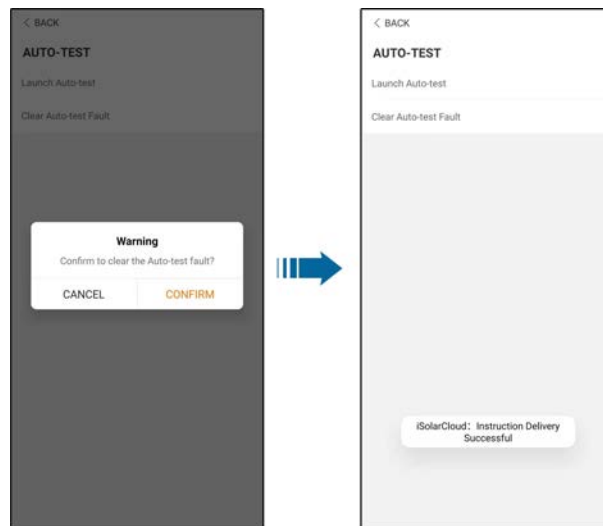 < BACK
AUTO-TEST
Launch Auto-test
Clear Auto-test Fault
Warning
Confirm to clear the Auto-test fault?
CANCEL CONFIRM
< BACK
AUTO-TEST
Launch Auto-test
Clear Auto-test Fault
iSolarCloud: Instruction Delivery
Successful